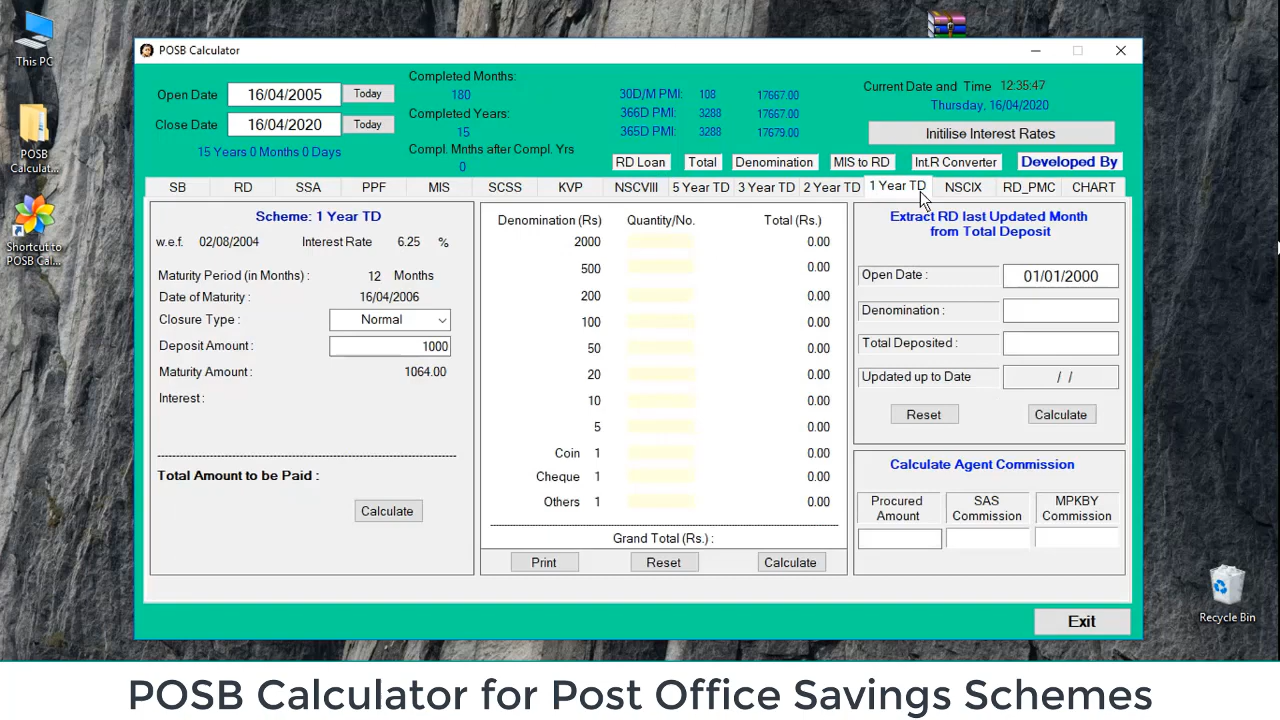 This PC
POSB
Calculat...
Shortcut to
POSB Cal...
Recycle Bin
POSB Calculator
Open Date 16/04/2005 Today
Close Date 16/04/2020 Today
15 Years 0 Months 0 Days
Completed Months:
180
Completed Years:
15
Compl. Mnths after Compl. Yrs
0
30D/M PMI: 108 17667.00
366D PMI: 3288 17667.00
365D PMI: 3288 17679.00
Current Date and Time 12:35:47
Thursday, 16/04/2020
Initilise Interest Rates
RD Loan Total Denomination MIS to RD Int.R Converter Developed By
SB RD SSA PPF MIS SCSS KVP NSCVIII 5 Year TD 3 Year TD 2 Year TD 1 Year TD NSCIX RD_PMC CHART
Scheme: 1 Year TD
w.e.f. 02/08/2004 Interest Rate 6.25 %
Maturity Period (in Months) : 12 Months
Date of Maturity : 16/04/2006
Closure Type : Normal
Deposit Amount : 1000
Maturity Amount : 1064.00
Interest :
Total Amount to be Paid :
Calculate
Denomination (Rs) Quantity/No. Total (Rs.)
2000 0.00
500 0.00
200 0.00
100 0.00
50 0.00
20 0.00
10 0.00
5 0.00
Coin 1 0.00
Cheque 1 0.00
Others 1 0.00
Grand Total (Rs.) :
Print Reset Calculate
Extract RD last Updated Month
from Total Deposit
Open Date : 01/01/2000
Denomination :
Total Deposited :
Updated up to Date / /
Reset Calculate
Calculate Agent Commission
Procured Amount SAS Commission MPKBY Commission
Exit
POSB Calculator for Post Office Savings Schemes